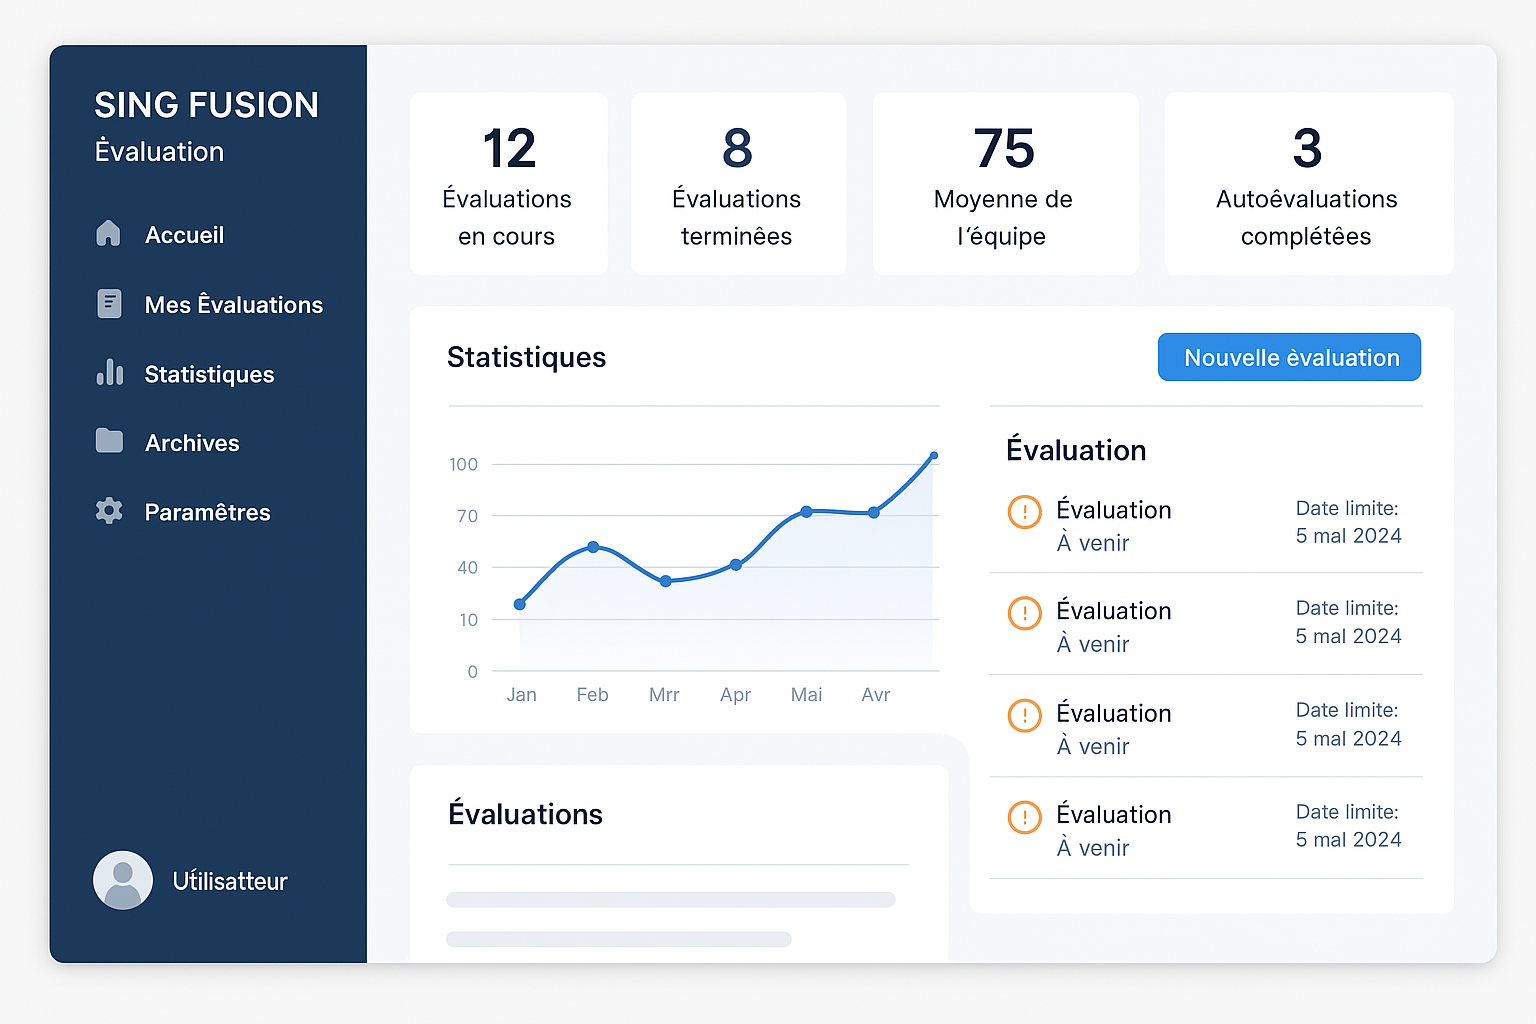 SING FUSION
Ėvaluation
Accueil
Mes Êvaluations
Statistiques
Archives
Paramêtres
Utilisatteur
12
Évaluations
en cours
8
Évaluations
terminêes
75
Moyenne de
l’équipe
3
Autoêvaluations
complétêes
Statistiques
Nouvelle èvaluation
100
70
40
10
0
Jan
Feb
Mrr
Apr
Mai
Avr
Évaluation
Évaluation
À venir
Date limite:
5 mal 2024
Évaluation
À venir
Date limite:
5 mal 2024
Évaluation
À venir
Date limite:
5 mal 2024
Évaluation
À venir
Date limite:
5 mal 2024
Évaluations